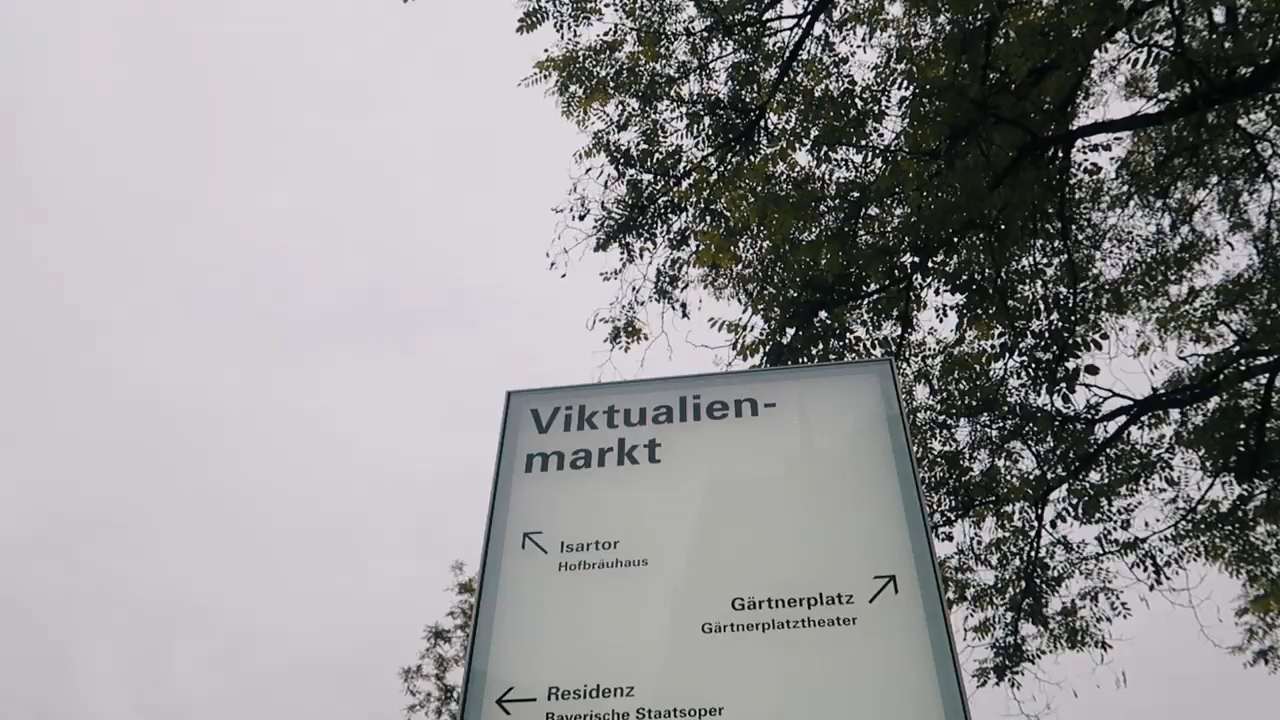 Viktualien-
markt
Isartor
Hofbräuhaus
Gärtnerplatz
Gärtnerplatztheater
Residenz
Bayerische Staatsoper